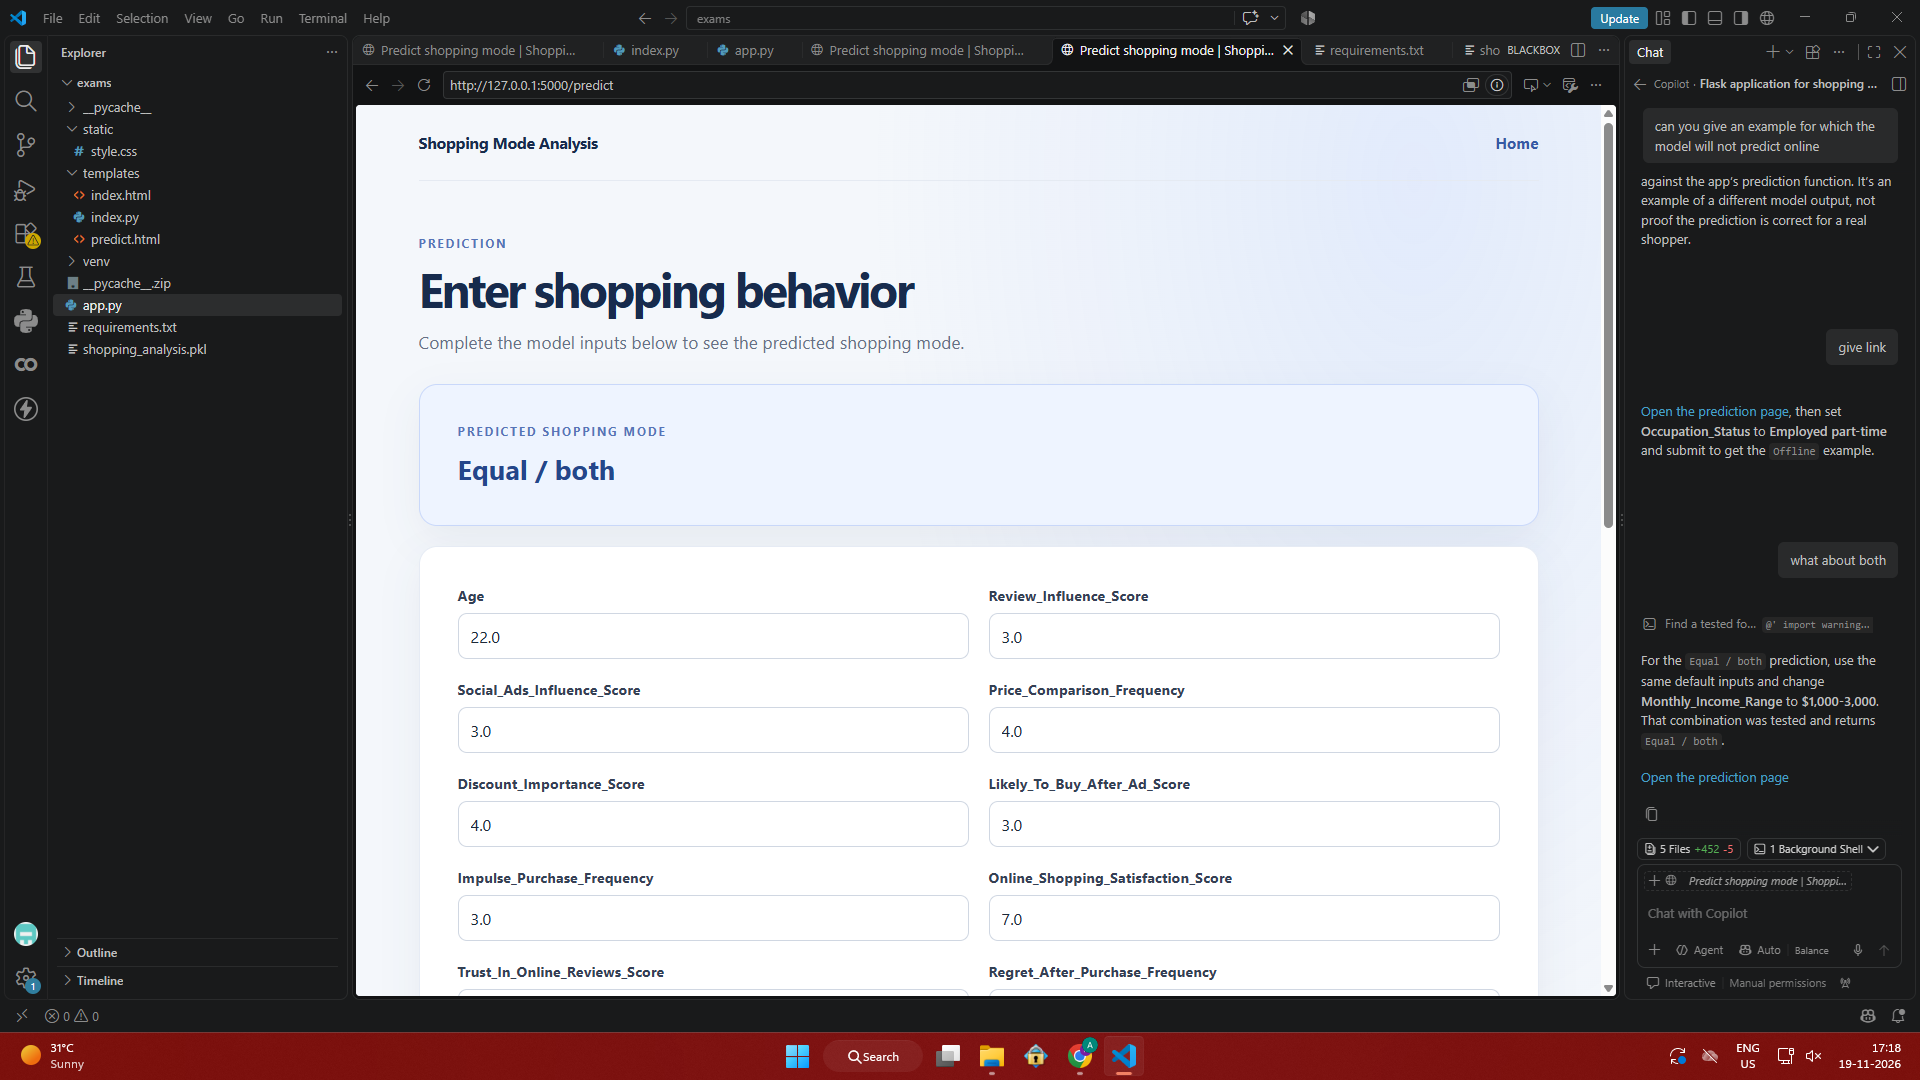 File Edit Selection View Go Run Terminal Help
exams
Update
Explorer
exams
__pycache__
static
# style.css
templates
<> index.html
index.py
<> predict.html
venv
__pycache__.zip
app.py
requirements.txt
shopping_analysis.pkl
Outline
Timeline
1
Predict shopping mode | Shoppi...
index.py
app.py
Predict shopping mode | Shoppi...
Predict shopping mode | Shoppi...
requirements.txt
sho
BLACKBOX
http://127.0.0.1:5000/predict
Shopping Mode Analysis
Home
PREDICTION
Enter shopping behavior
Complete the model inputs below to see the predicted shopping mode.
PREDICTED SHOPPING MODE
Equal / both
Age
22.0
Review_Influence_Score
3.0
Social_Ads_Influence_Score
3.0
Price_Comparison_Frequency
4.0
Discount_Importance_Score
4.0
Likely_To_Buy_After_Ad_Score
3.0
Impulse_Purchase_Frequency
3.0
Online_Shopping_Satisfaction_Score
7.0
Trust_In_Online_Reviews_Score
Regret_After_Purchase_Frequency
Chat
Copilot · Flask application for shopping ...
can you give an example for which the
model will not predict online
against the app's prediction function. It's an
example of a different model output, not
proof the prediction is correct for a real
shopper.
give link
Open the prediction page, then set
Occupation_Status to Employed part-time
and submit to get the Offline example.
what about both
Find a tested fo... @' import warning...
For the Equal / both prediction, use the
same default inputs and change
Monthly_Income_Range to $1,000-3,000.
That combination was tested and returns
Equal / both.
Open the prediction page
5 Files +452 -5
1 Background Shell
Predict shopping mode | Shoppi...
Chat with Copilot
Agent
Auto
Balance
Interactive
Manual permissions
0 0
31°C
Sunny
Search
A
ENG
US
17:18
19-11-2026